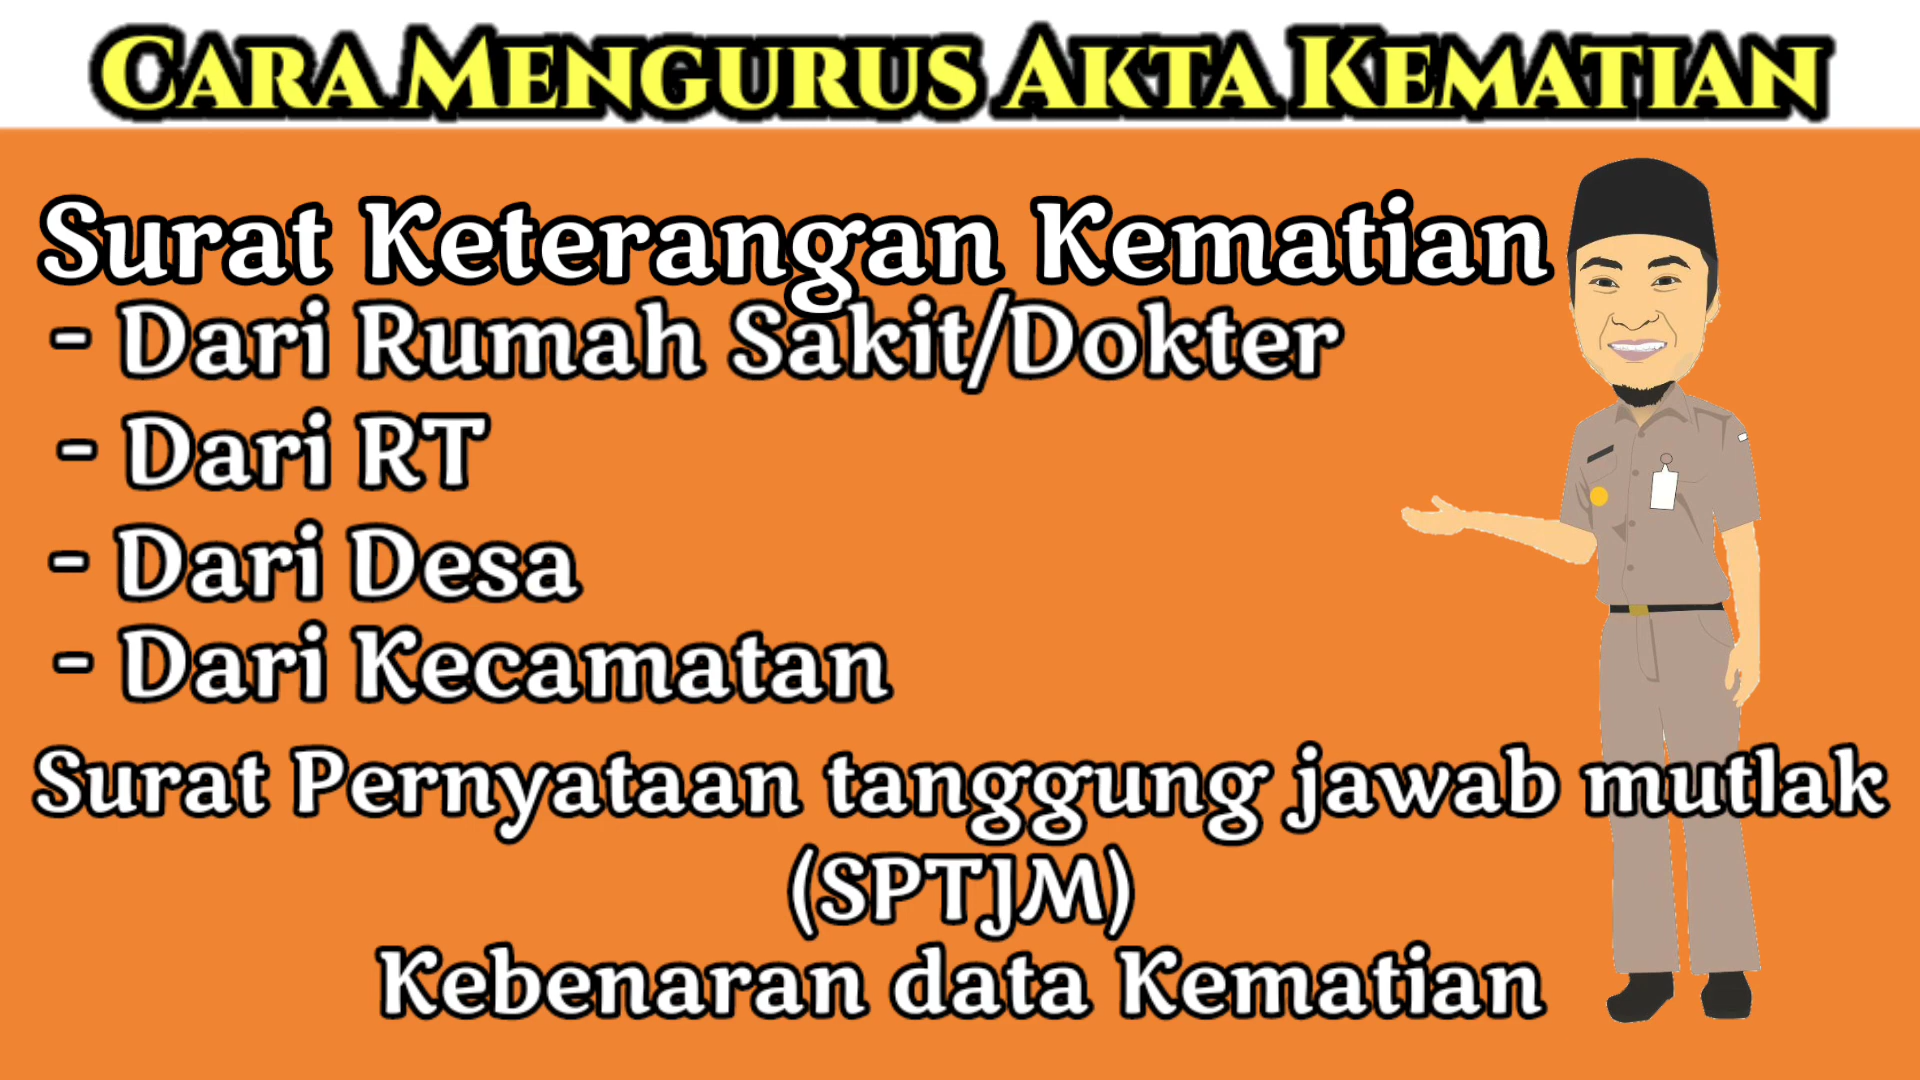 CARA MENGURUS AKTA KEMATIAN
Surat Keterangan Kematian
- Dari Rumah Sakit/Dokter
- Dari RT
- Dari Desa
- Dari Kecamatan
Surat Pernyataan tanggung jawab mutlak
(SPTJM)
Kebenaran data Kematian